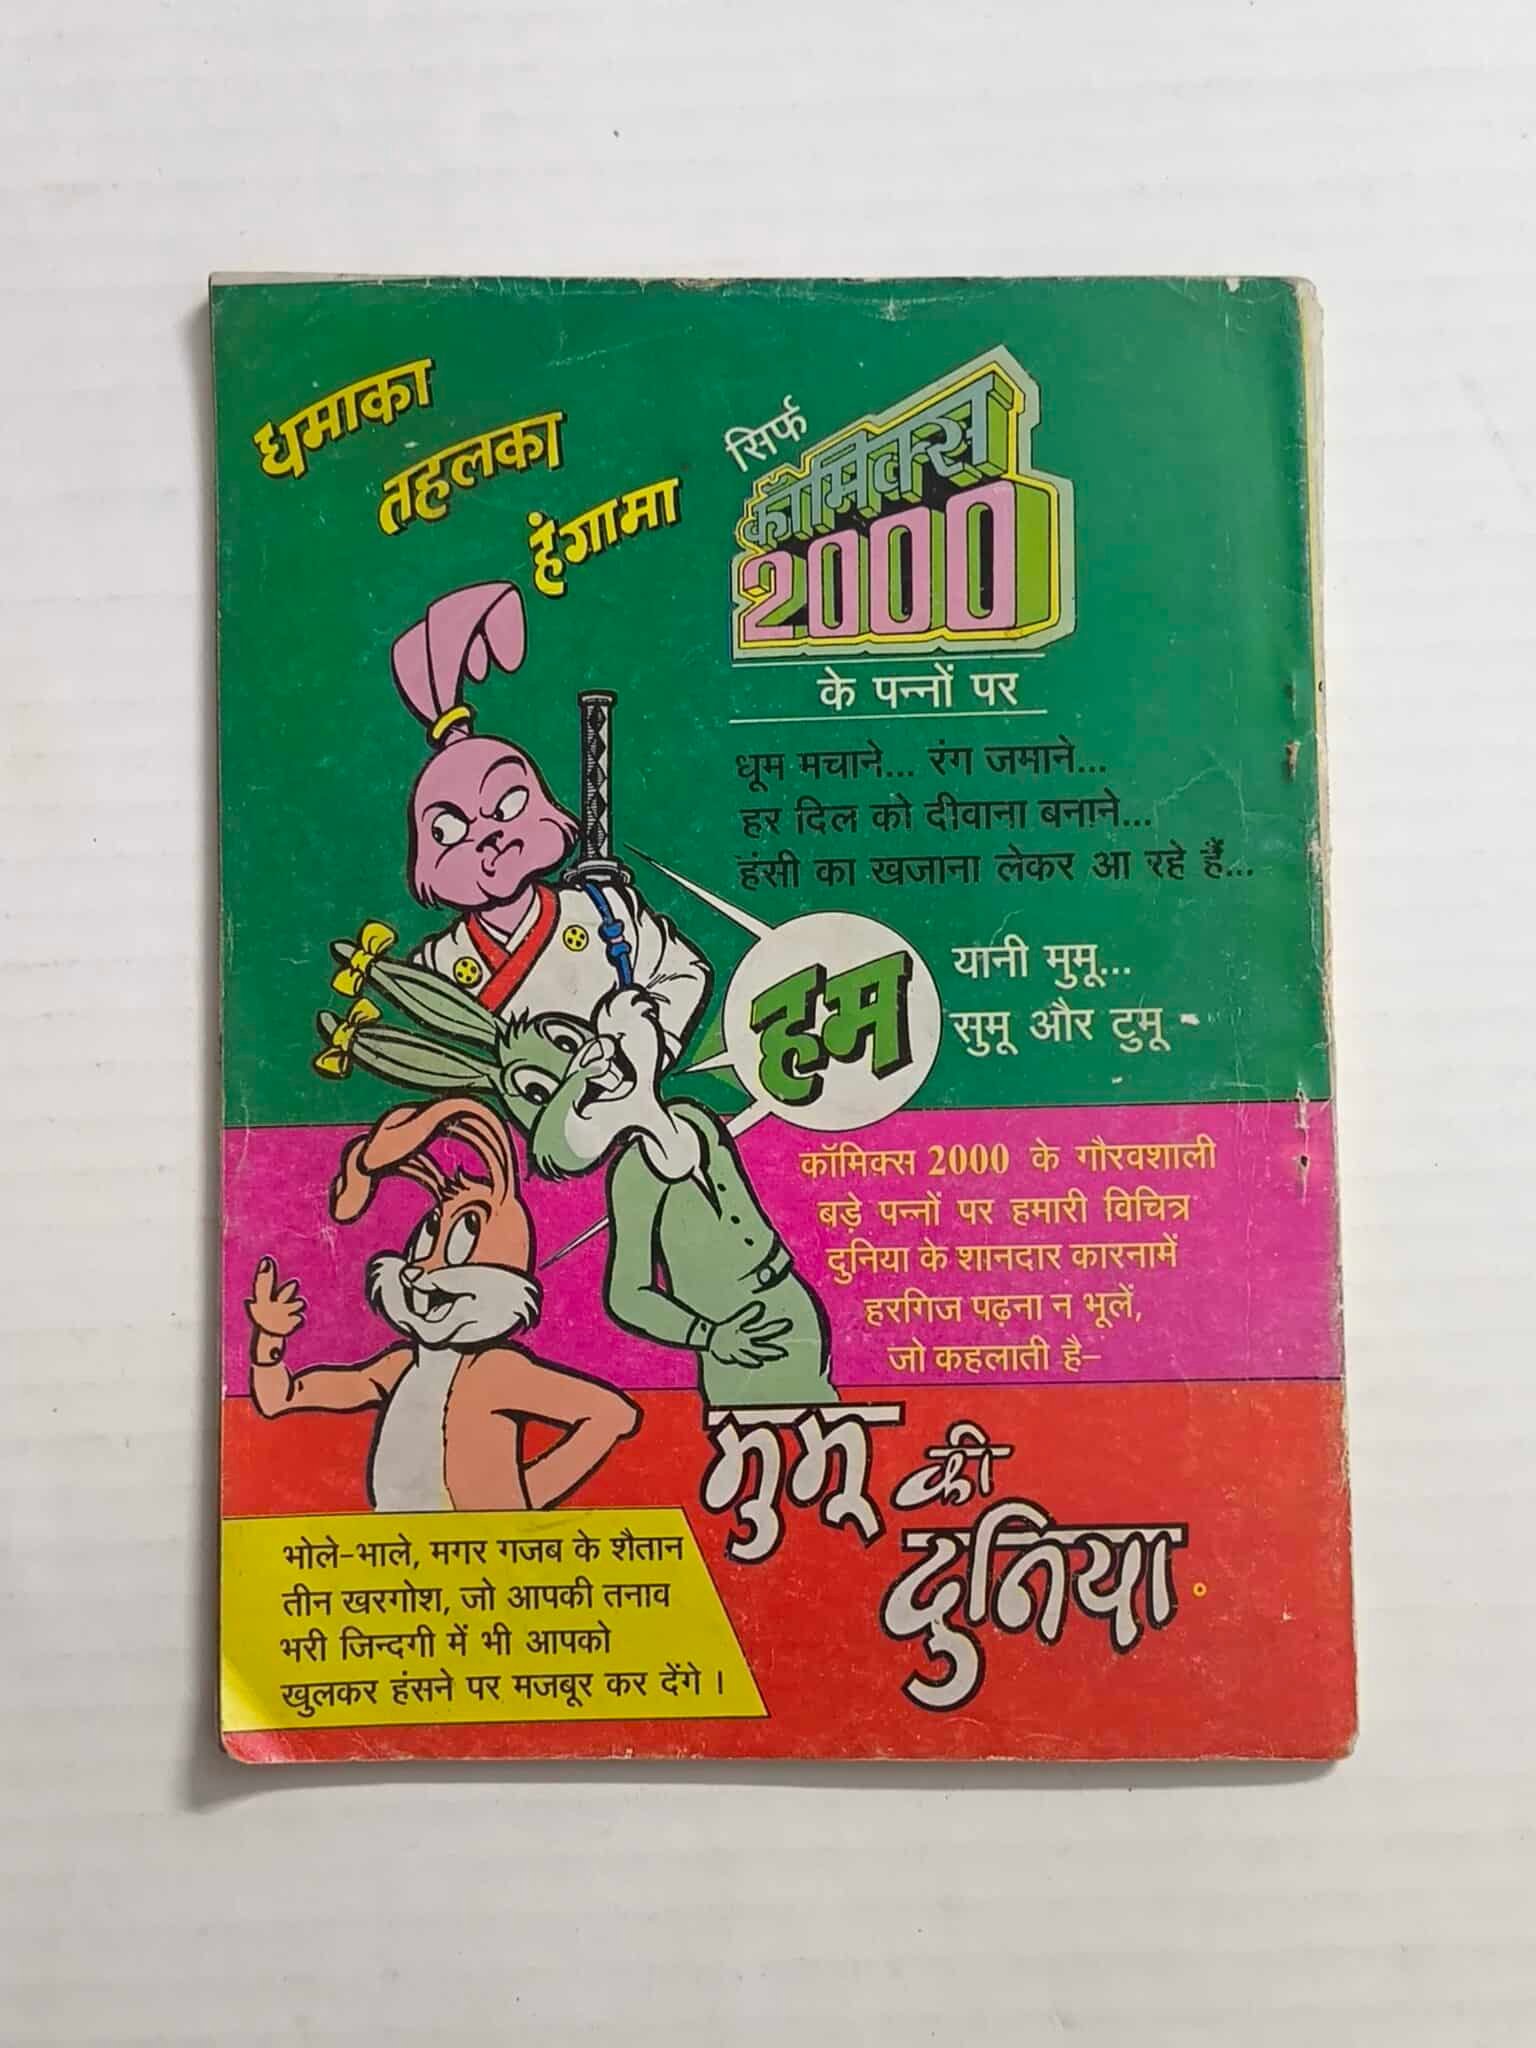 धमाका
तहलका
हंगामा
सिर्फ
कॉमिक्स
2000
के पन्नों पर
धूम मचाने... रंग जमाने...
हर दिल को दीवाना बनाने...
हंसी का खजाना लेकर आ रहे हैं...
हम
यानी मुमू...
सुमू और टुमू -
कॉमिक्स 2000 के गौरवशाली
बड़े पन्नों पर हमारी विचित्र
दुनिया के शानदार कारनामें
हरगिज पढ़ना न भूलें,
जो कहलाती है-
मुमू की
दुनिया.
भोले-भाले, मगर गजब के शैतान
तीन खरगोश, जो आपकी तनाव
भरी जिन्दगी में भी आपको
खुलकर हंसने पर मजबूर कर देंगे ।